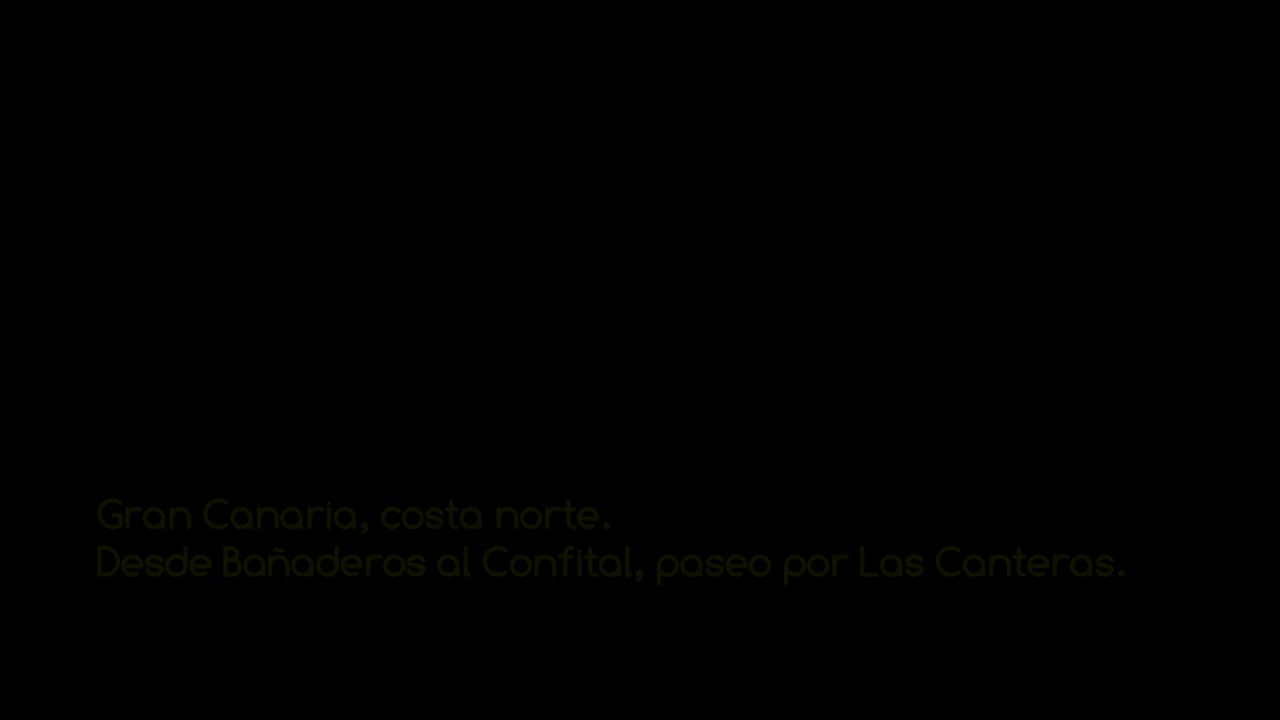 Gran Canaria, costa norte.
Desde Bañaderos al Confital, paseo por Las Canteras.